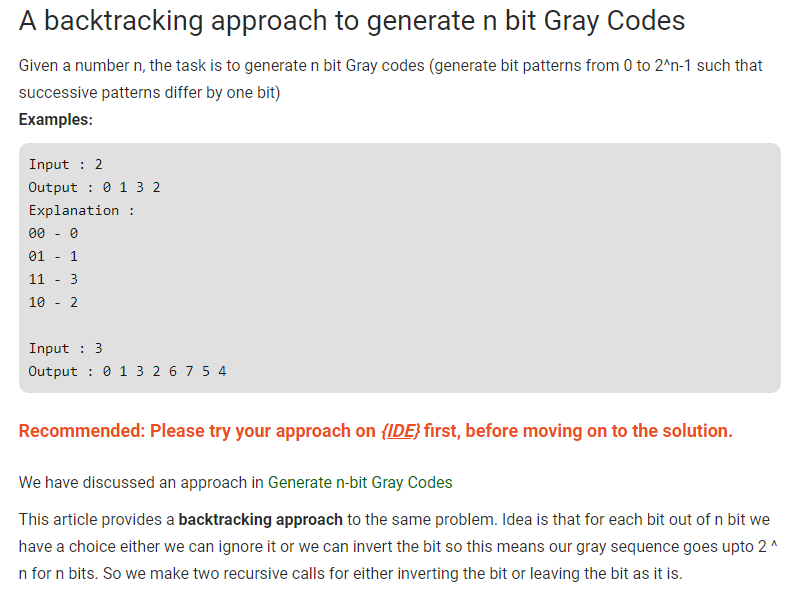 A backtracking approach to generate n bit Gray Codes
Given a number n, the task is to generate n bit Gray codes (generate bit patterns from 0 to 2^n-1 such that
successive patterns differ by one bit)
Examples:
Input : 2
Output : 0 1 3 2
Explanation :
00 - 0
01 - 1
11 - 3
10 - 2
Input : 3
Output : 0 1 3 2 6 7 5 4
Recommended: Please try your approach on {IDE} first, before moving on to the solution.
We have discussed an approach in Generate n-bit Gray Codes
This article provides a backtracking approach to the same problem. Idea is that for each bit out of n bit we
have a choice either we can ignore it or we can invert the bit so this means our gray sequence goes upto 2 ^
n for n bits. So we make two recursive calls for either inverting the bit or leaving the bit as it is.